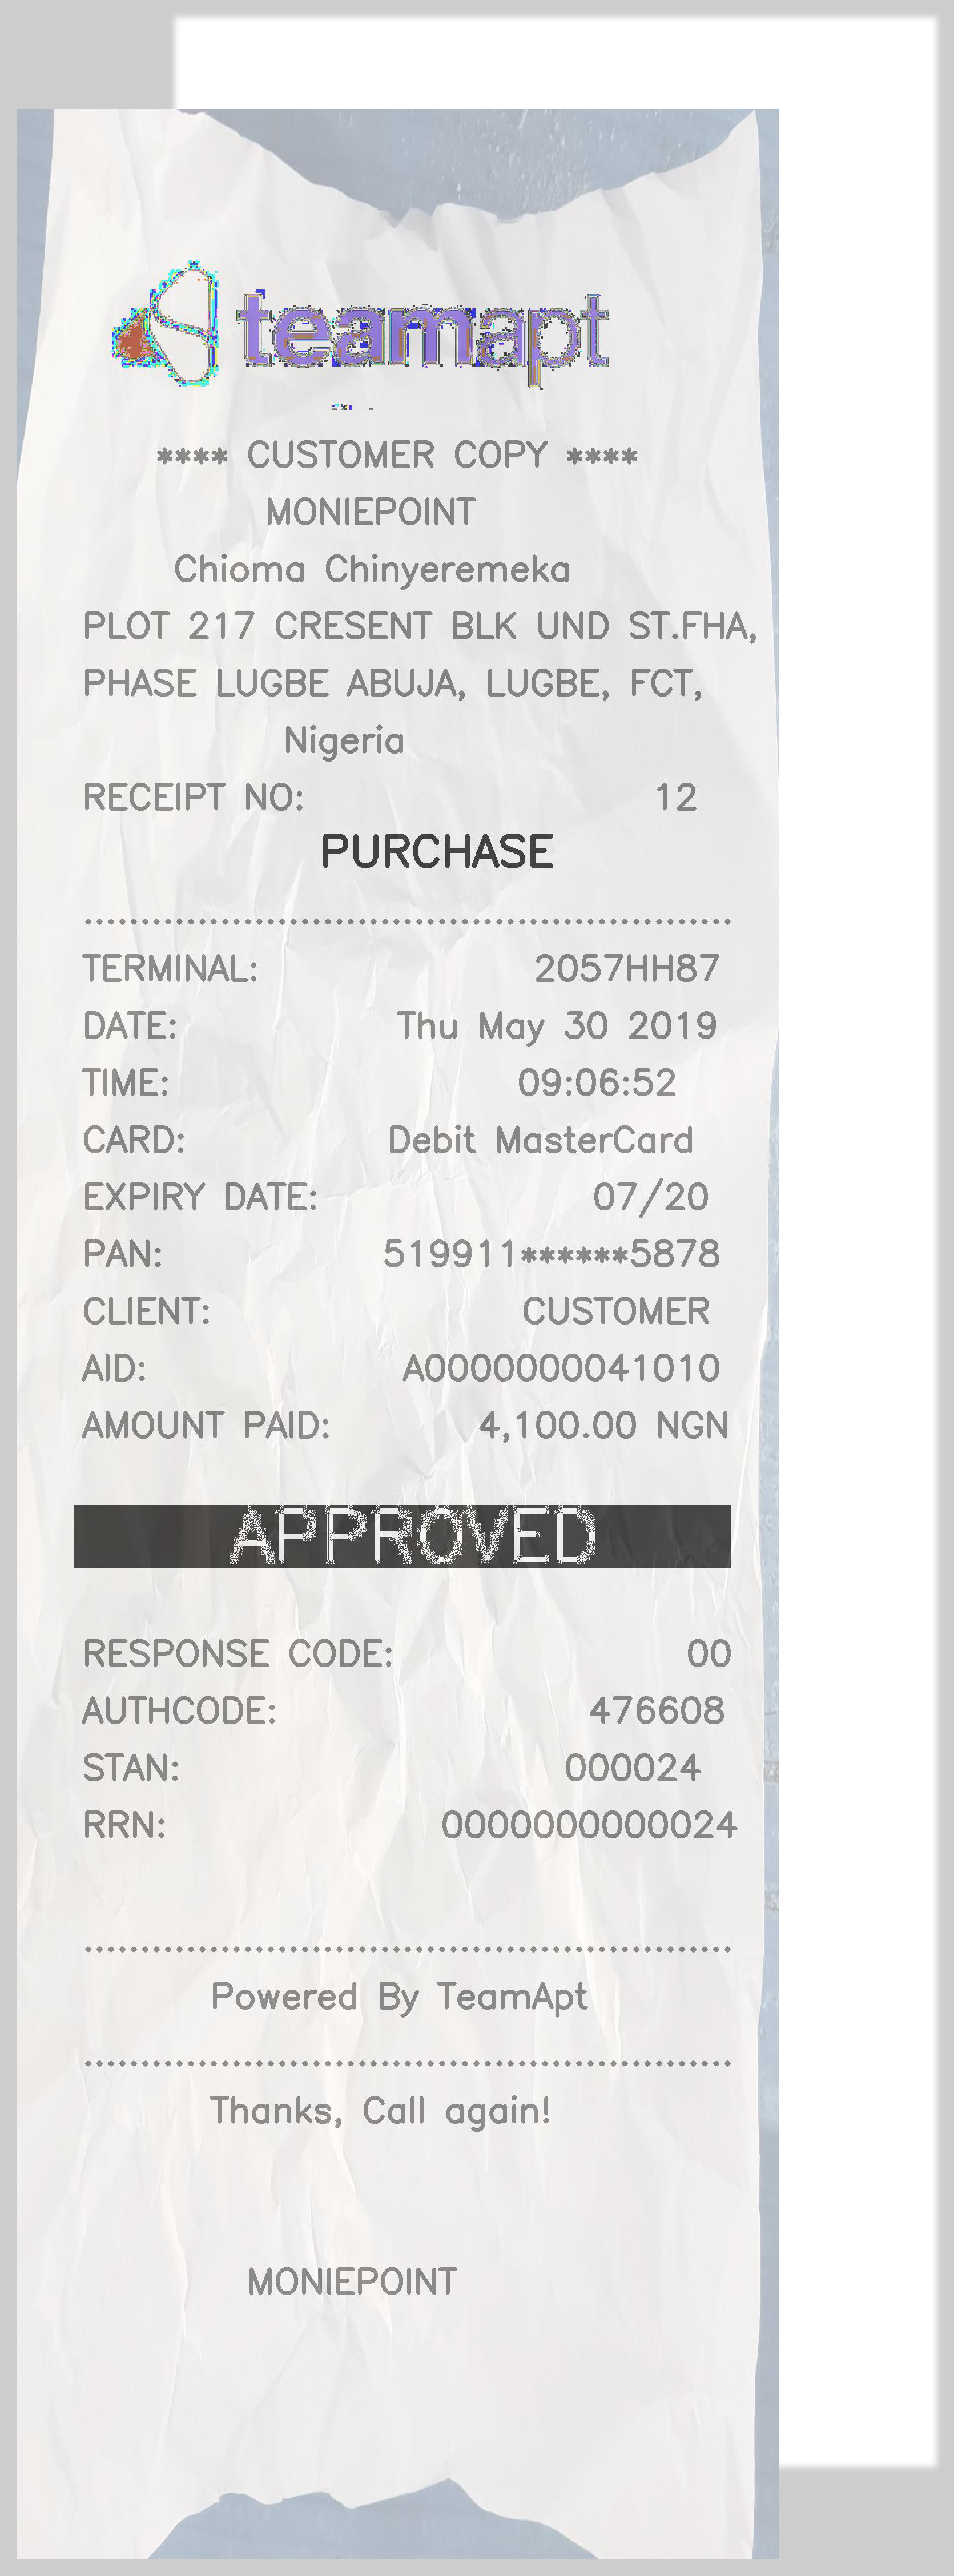 teamapt
**** CUSTOMER COPY ****
MONIEPOINT
Chioma Chinyeremeka
PLOT 217 CRESENT BLK UND ST.FHA,
PHASE LUGBE ABUJA, LUGBE, FCT,
Nigeria
RECEIPT NO: 12
PURCHASE
TERMINAL: 2057HH87
DATE: Thu May 30 2019
TIME: 09:06:52
CARD: Debit MasterCard
EXPIRY DATE: 07/20
PAN: 519911******5878
CLIENT: CUSTOMER
AID: A0000000041010
AMOUNT PAID: 4,100.00 NGN
APPROVED
RESPONSE CODE: 00
AUTHCODE: 476608
STAN: 000024
RRN: 0000000000024
Powered By TeamApt
Thanks, Call again!
MONIEPOINT